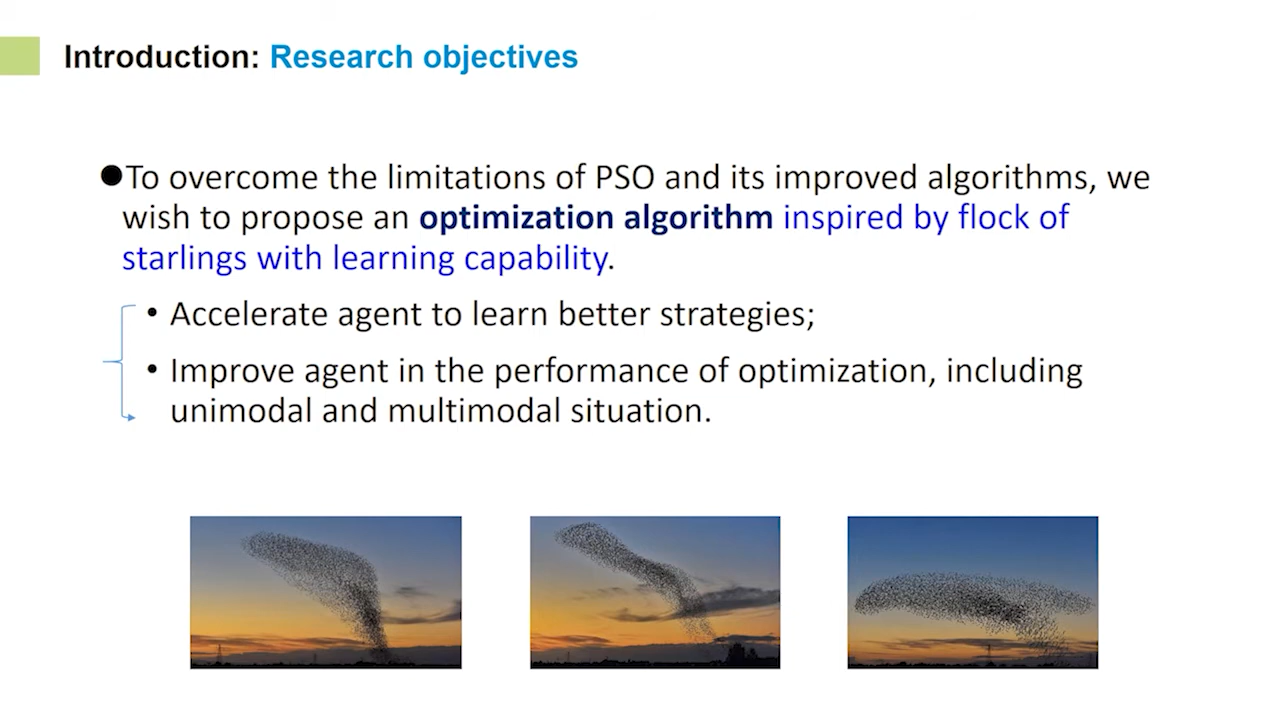 Introduction: Research objectives
●To overcome the limitations of PSO and its improved algorithms, we
wish to propose an optimization algorithm inspired by flock of
starlings with learning capability.
• Accelerate agent to learn better strategies;
• Improve agent in the performance of optimization, including
unimodal and multimodal situation.